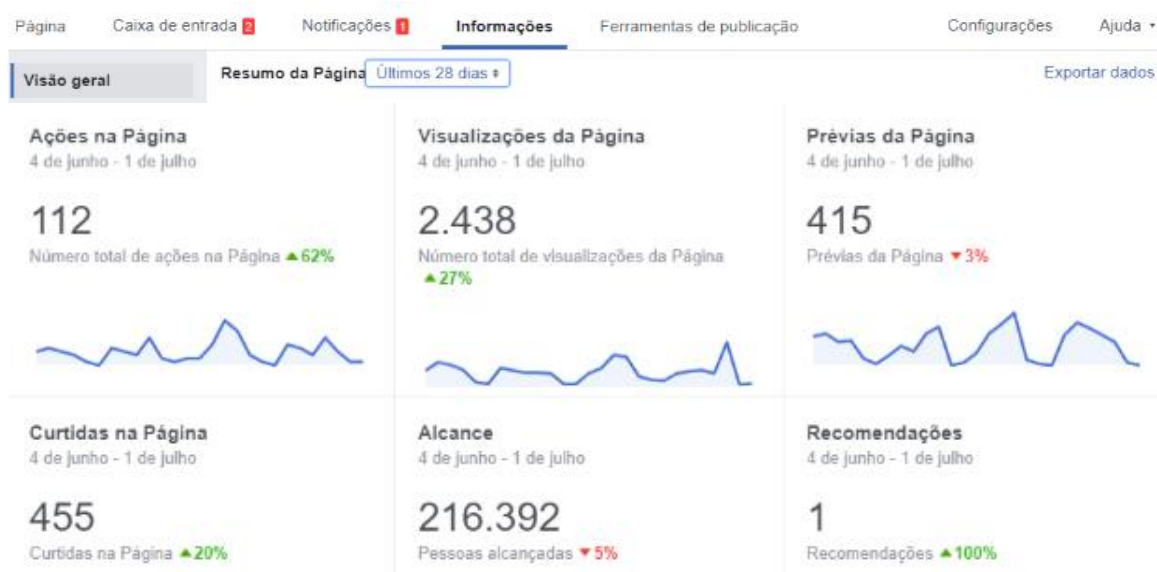 Página Caixa de entrada 2 Notificações 1 Informações Ferramentas de publicação Configurações Ajuda
Visão geral
Resumo da Página Últimos 28 dias
Exportar dados
Ações na Página
4 de junho - 1 de julho
112
Número total de ações na Página ▲62%
Visualizações da Página
4 de junho - 1 de julho
2.438
Número total de visualizações da Página
▲27%
Prévias da Página
4 de junho - 1 de julho
415
Prévias da Página ▼3%
Curtidas na Página
4 de junho - 1 de julho
455
Curtidas na Página ▲20%
Alcance
4 de junho - 1 de julho
216.392
Pessoas alcançadas ▼5%
Recomendações
4 de junho - 1 de julho
1
Recomendações ▲100%